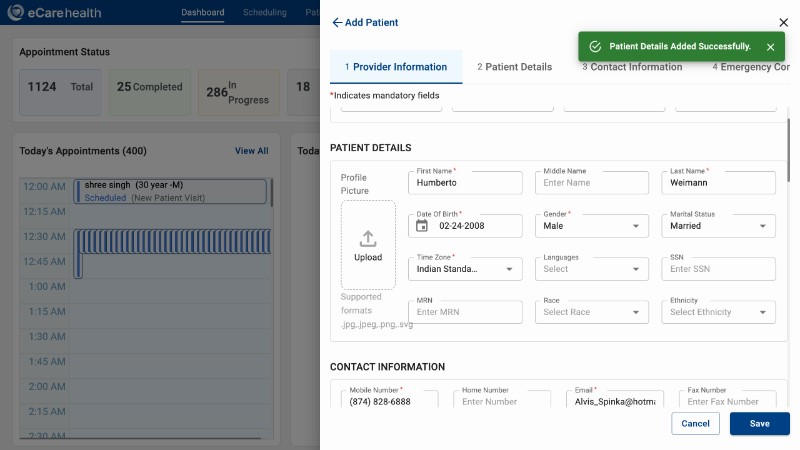 eCarehealth
Dashboard
Scheduling
Pat
Appointment Status
1124 Total
25 Completed
286 In Progress
18
Today's Appointments (400)
View All
Toda
12:00 AM
shree singh (30 year -M)
Scheduled (New Patient Visit)
12:15 AM
12:30 AM
12:45 AM
1:00 AM
1:15 AM
1:30 AM
1:45 AM
2:00 AM
2:15 AM
2:30 AM
Add Patient
Patient Details Added Successfully.
1 Provider Information
2 Patient Details
3 Contact Information
4 Emergency Con
*Indicates mandatory fields
PATIENT DETAILS
Profile
Picture
Upload
Supported
formats
.jpg,.jpeg,.png,.svg
First Name *
Humberto
Middle Name
Enter Name
Last Name *
Weimann
Date Of Birth *
02-24-2008
Gender *
Male
Marital Status
Married
Time Zone *
Indian Standa...
Languages
Select
SSN
Enter SSN
MRN
Enter MRN
Race
Select Race
Ethnicity
Select Ethnicity
CONTACT INFORMATION
Mobile Number *
(874) 828-6888
Home Number
Enter Number
Email *
Alvis_Spinka@hotma
Fax Number
Enter Fax Number
Cancel
Save